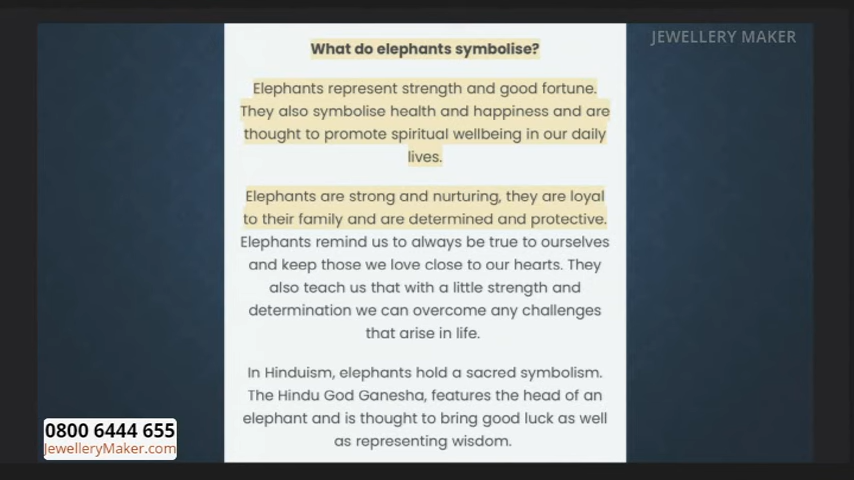 JEWELLERY MAKER
What do elephants symbolise?
Elephants represent strength and good fortune.
They also symbolise health and happiness and are
thought to promote spiritual wellbeing in our daily
lives.
Elephants are strong and nurturing, they are loyal
to their family and are determined and protective.
Elephants remind us to always be true to ourselves
and keep those we love close to our hearts. They
also teach us that with a little strength and
determination we can overcome any challenges
that arise in life.
In Hinduism, elephants hold a sacred symbolism.
The Hindu God Ganesha, features the head of an
elephant and is thought to bring good luck as well
as representing wisdom.
0800 6444 655
JewelleryMaker.com